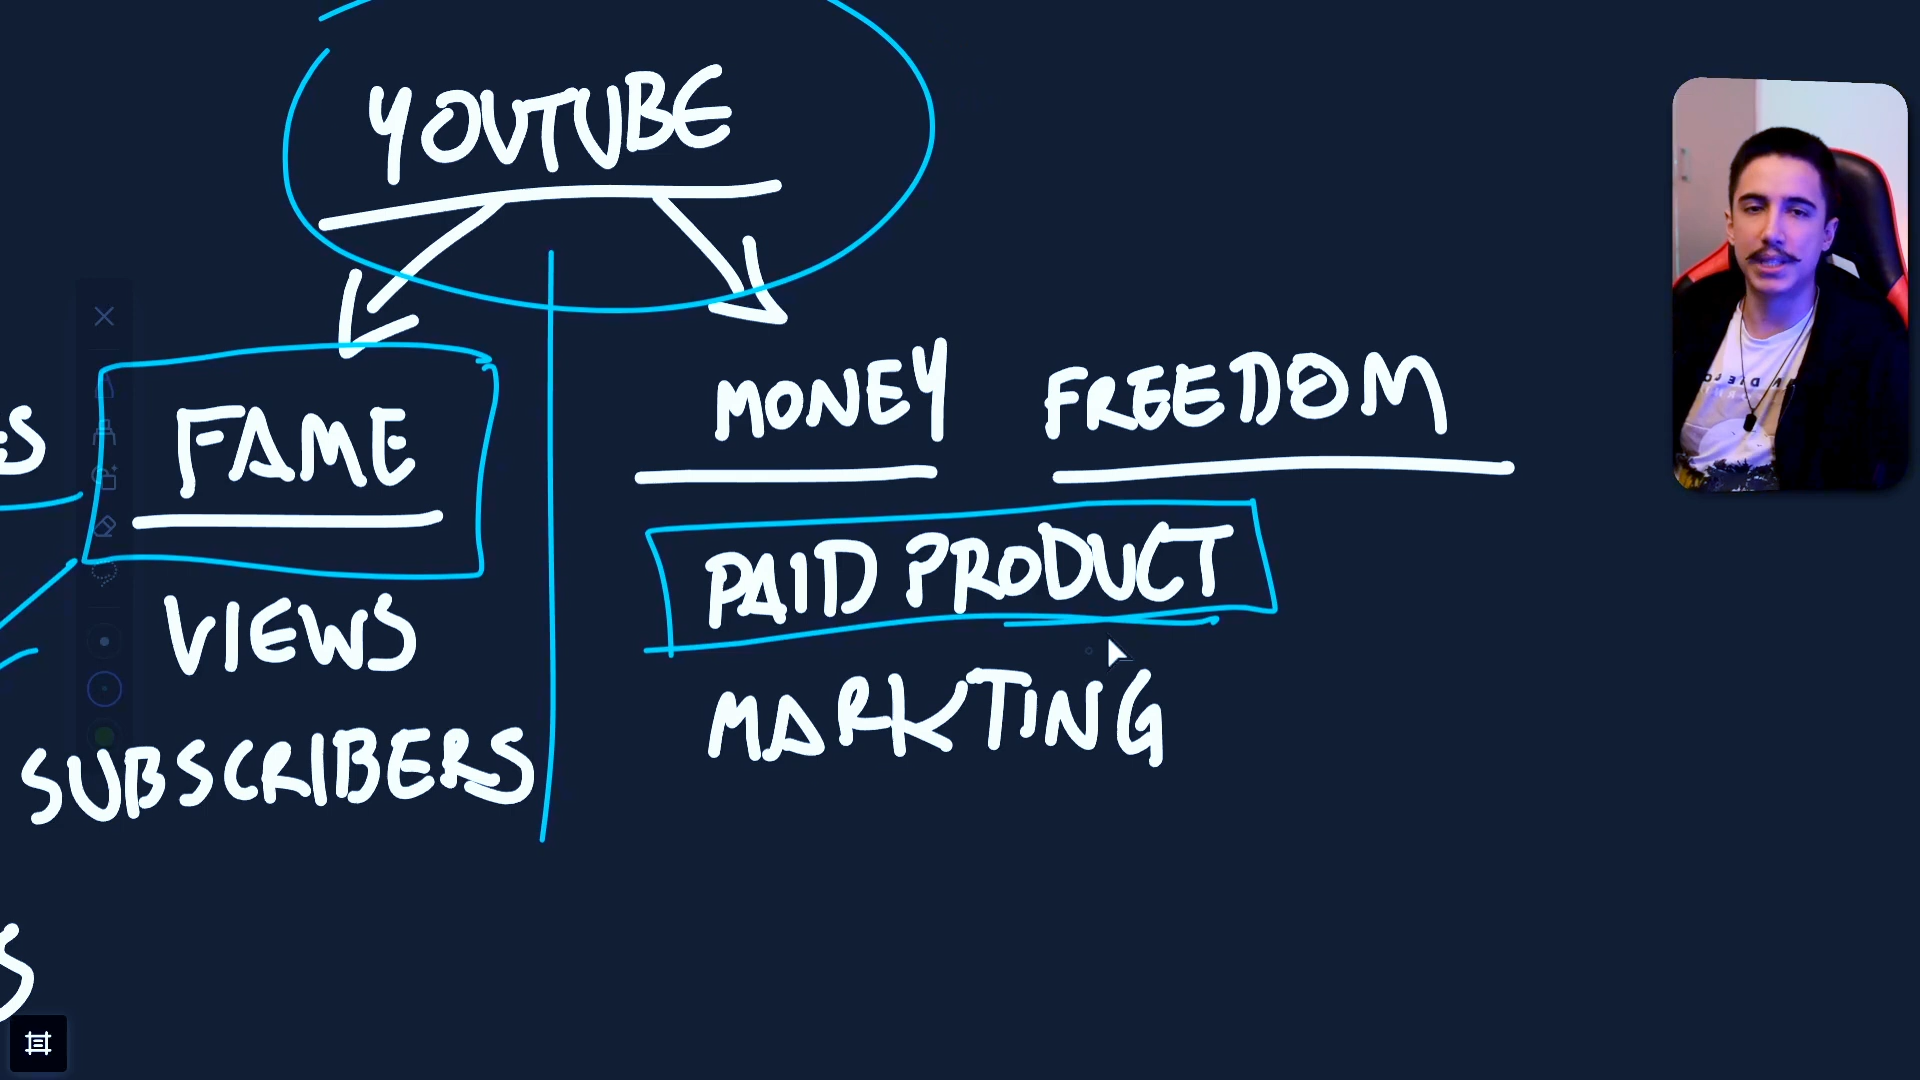 YOUTUBE
MONEY FREEDOM
FAME
PAID PRODUCT
VIEWS
MARKTING
SUBSCRIBERS